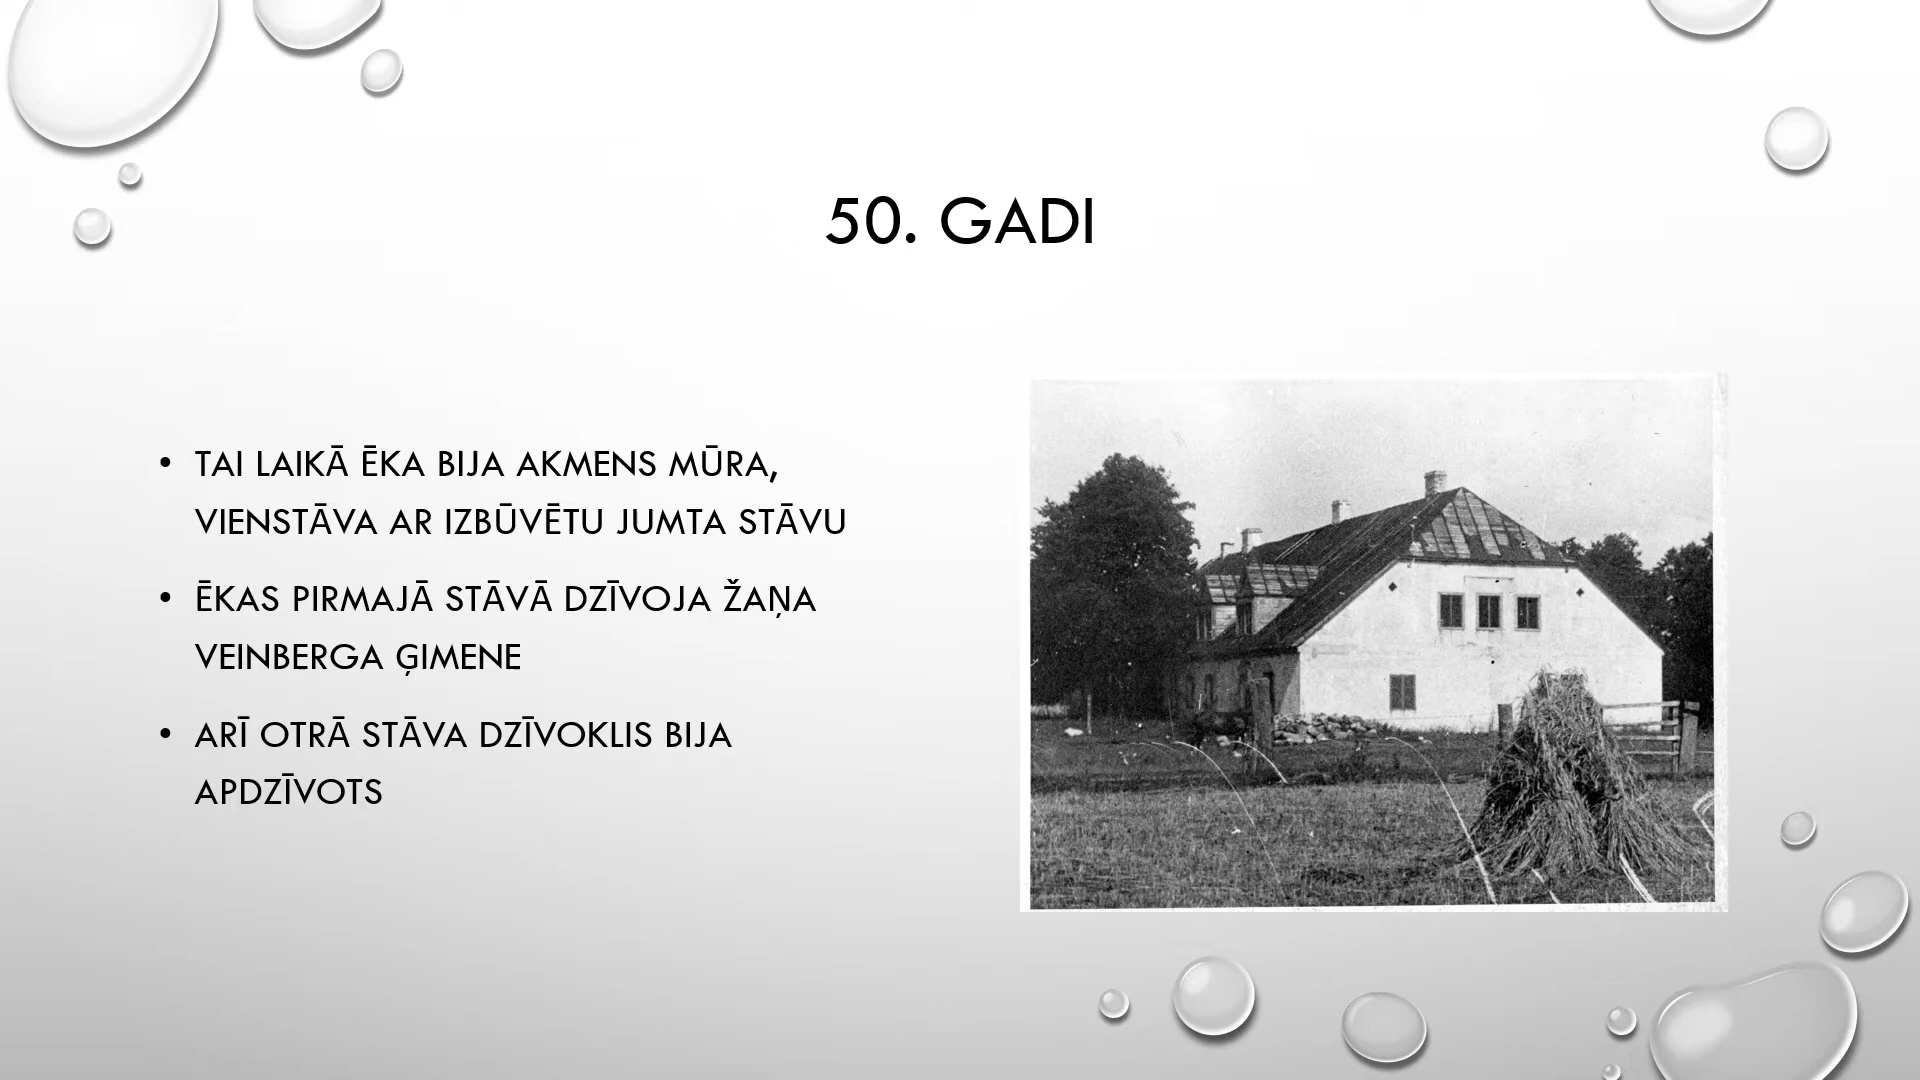 50. GADI
• TAI LAIKĀ ĒKA BIJA AKMENS MŪRA,
VIENSTĀVA AR IZBŪVĒTU JUMTA STĀVU
• ĒKAS PIRMAJĀ STĀVĀ DZĪVOJA ŽAŅA
VEINBERGA ĢIMENE
• ARĪ OTRĀ STĀVA DZĪVOKLIS BIJA
APDZĪVOTS